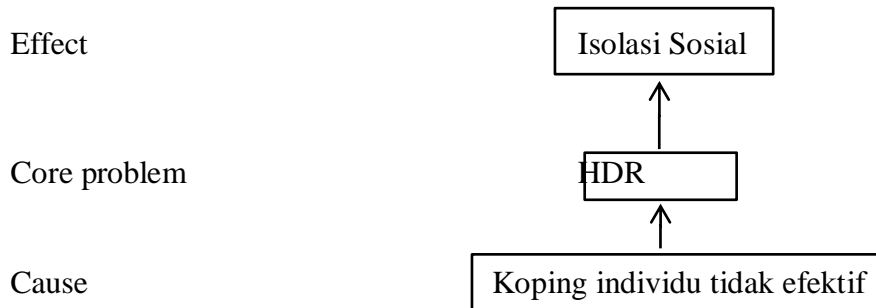 Effect Isolasi Sosial
Core problem HDR
Cause Koping individu tidak efektif